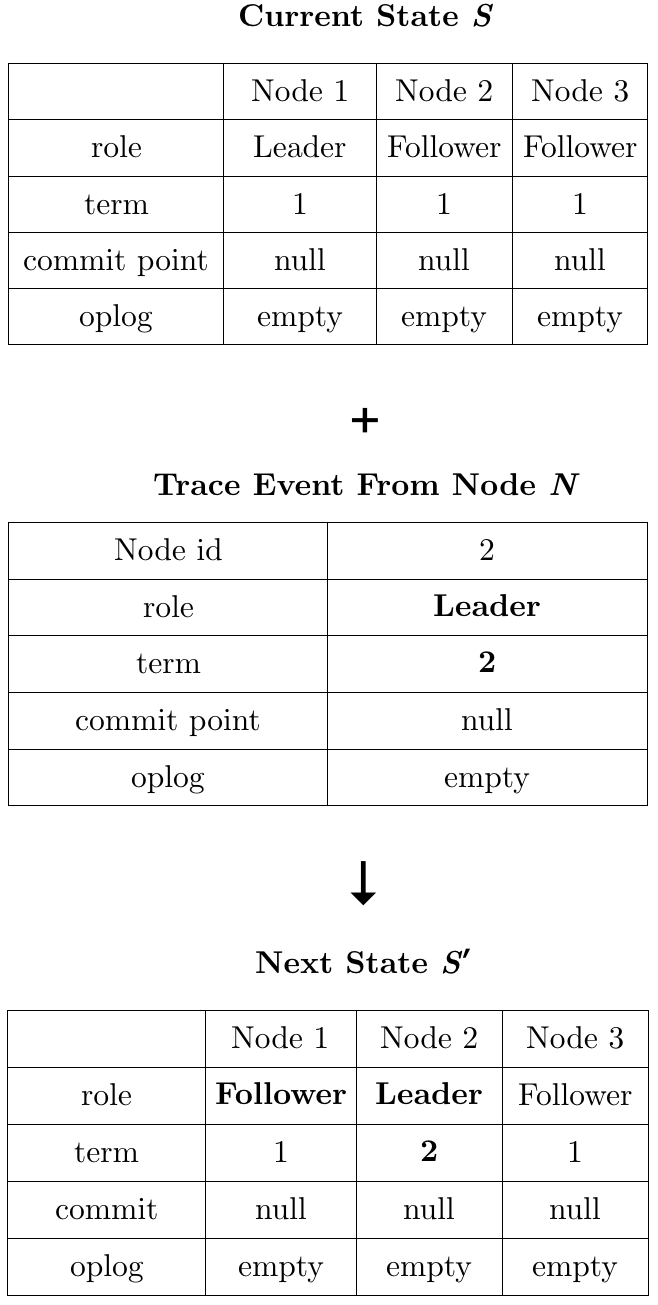 Current State S
Node 1 Node 2 Node 3
role Leader Follower Follower
term 1 1 1
commit point null null null
oplog empty empty empty
+
Trace Event From Node N
Node id 2
role Leader
term 2
commit point null
oplog empty
↓
Next State S′
Node 1 Node 2 Node 3
role Follower Leader Follower
term 1 2 1
commit null null null
oplog empty empty empty